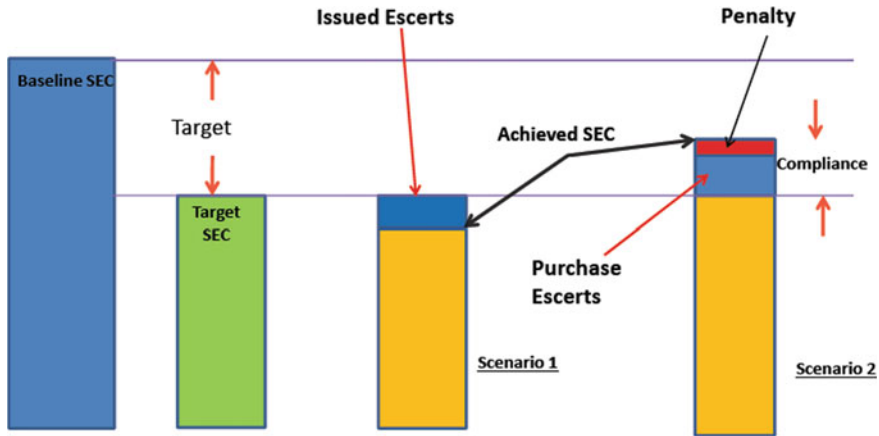 Issued Escerts
Penalty
Baseline SEC
Target
Achieved SEC
Compliance
Target
SEC
Purchase
Escerts
Scenario 1
Scenario 2